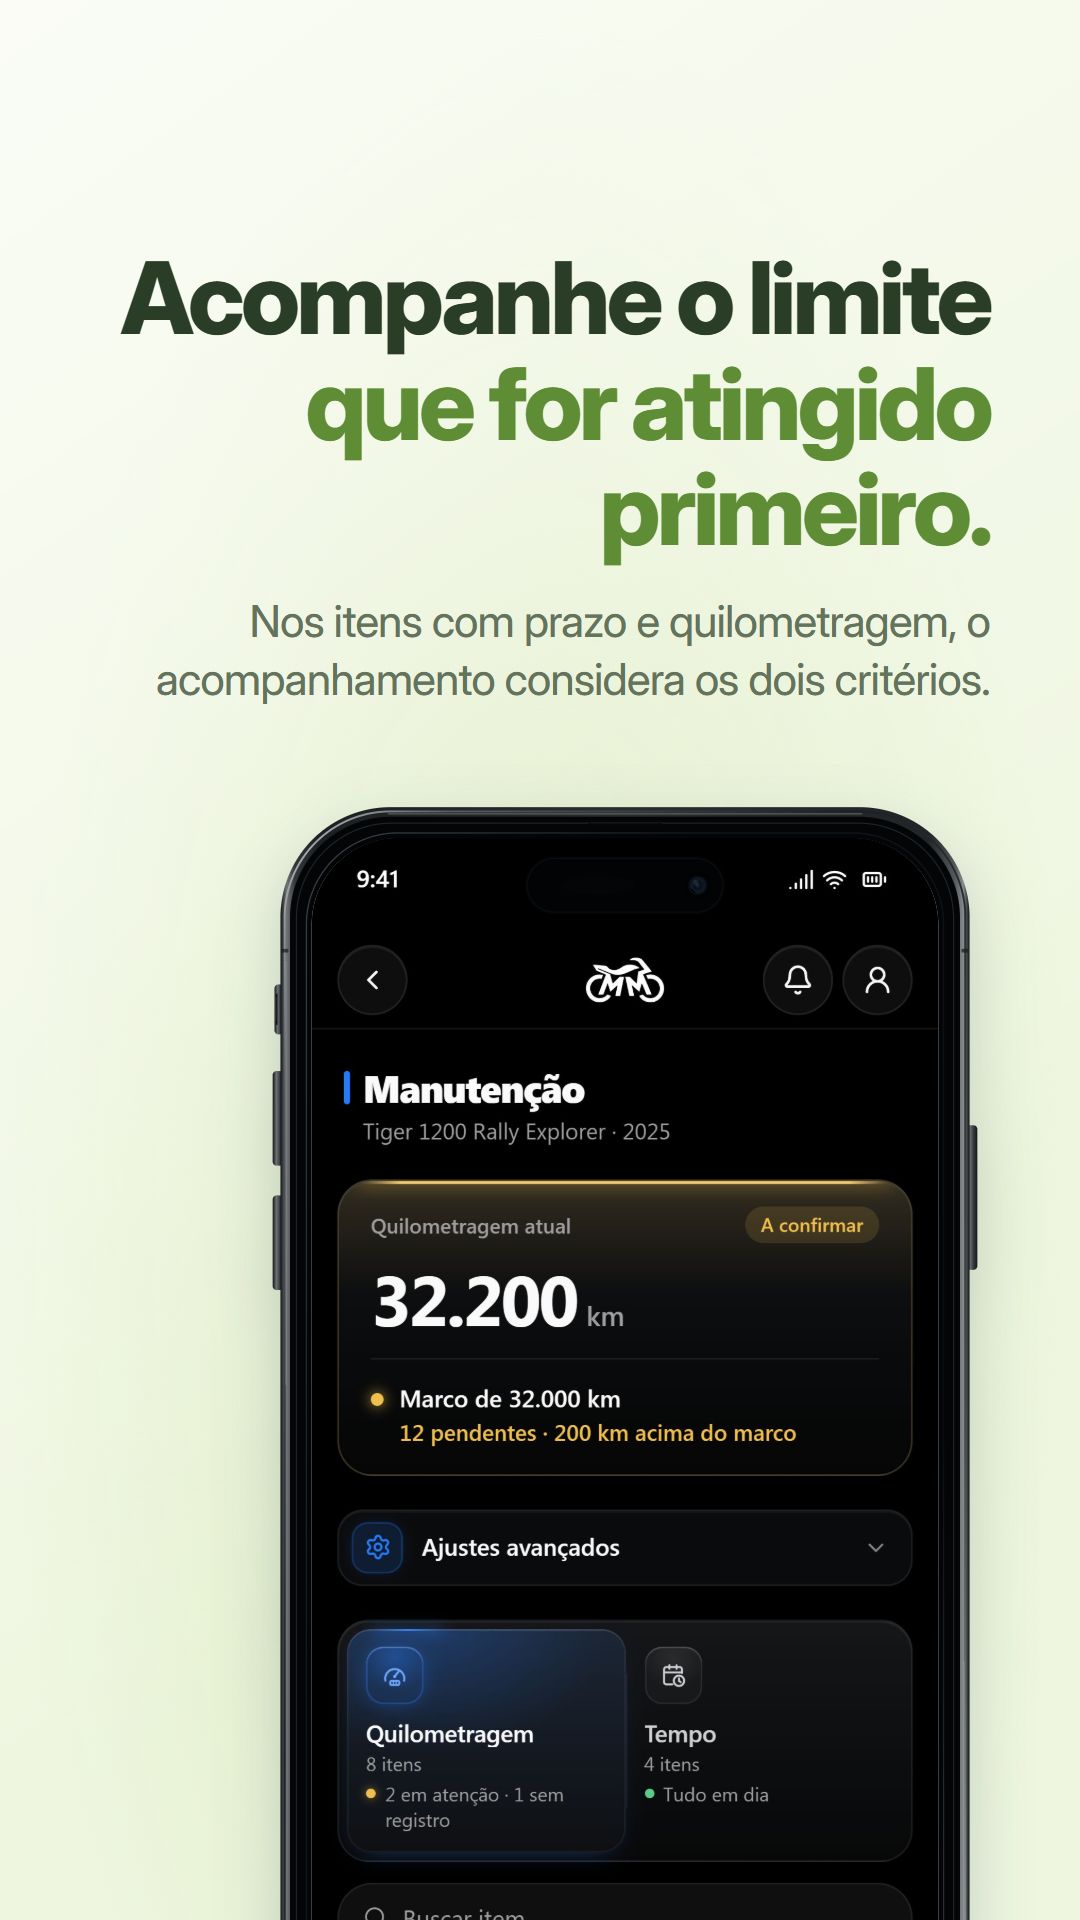 Acompanhe o limite
que for atingido
primeiro.
Nos itens com prazo e quilometragem, o
acompanhamento considera os dois critérios.
9:41
MM
Manutenção
Tiger 1200 Rally Explorer · 2025
Quilometragem atual
A confirmar
32.200 km
Marco de 32.000 km
12 pendentes · 200 km acima do marco
Ajustes avançados
Quilometragem
8 itens
2 em atenção · 1 sem
registro
Tempo
4 itens
Tudo em dia
Buscar item